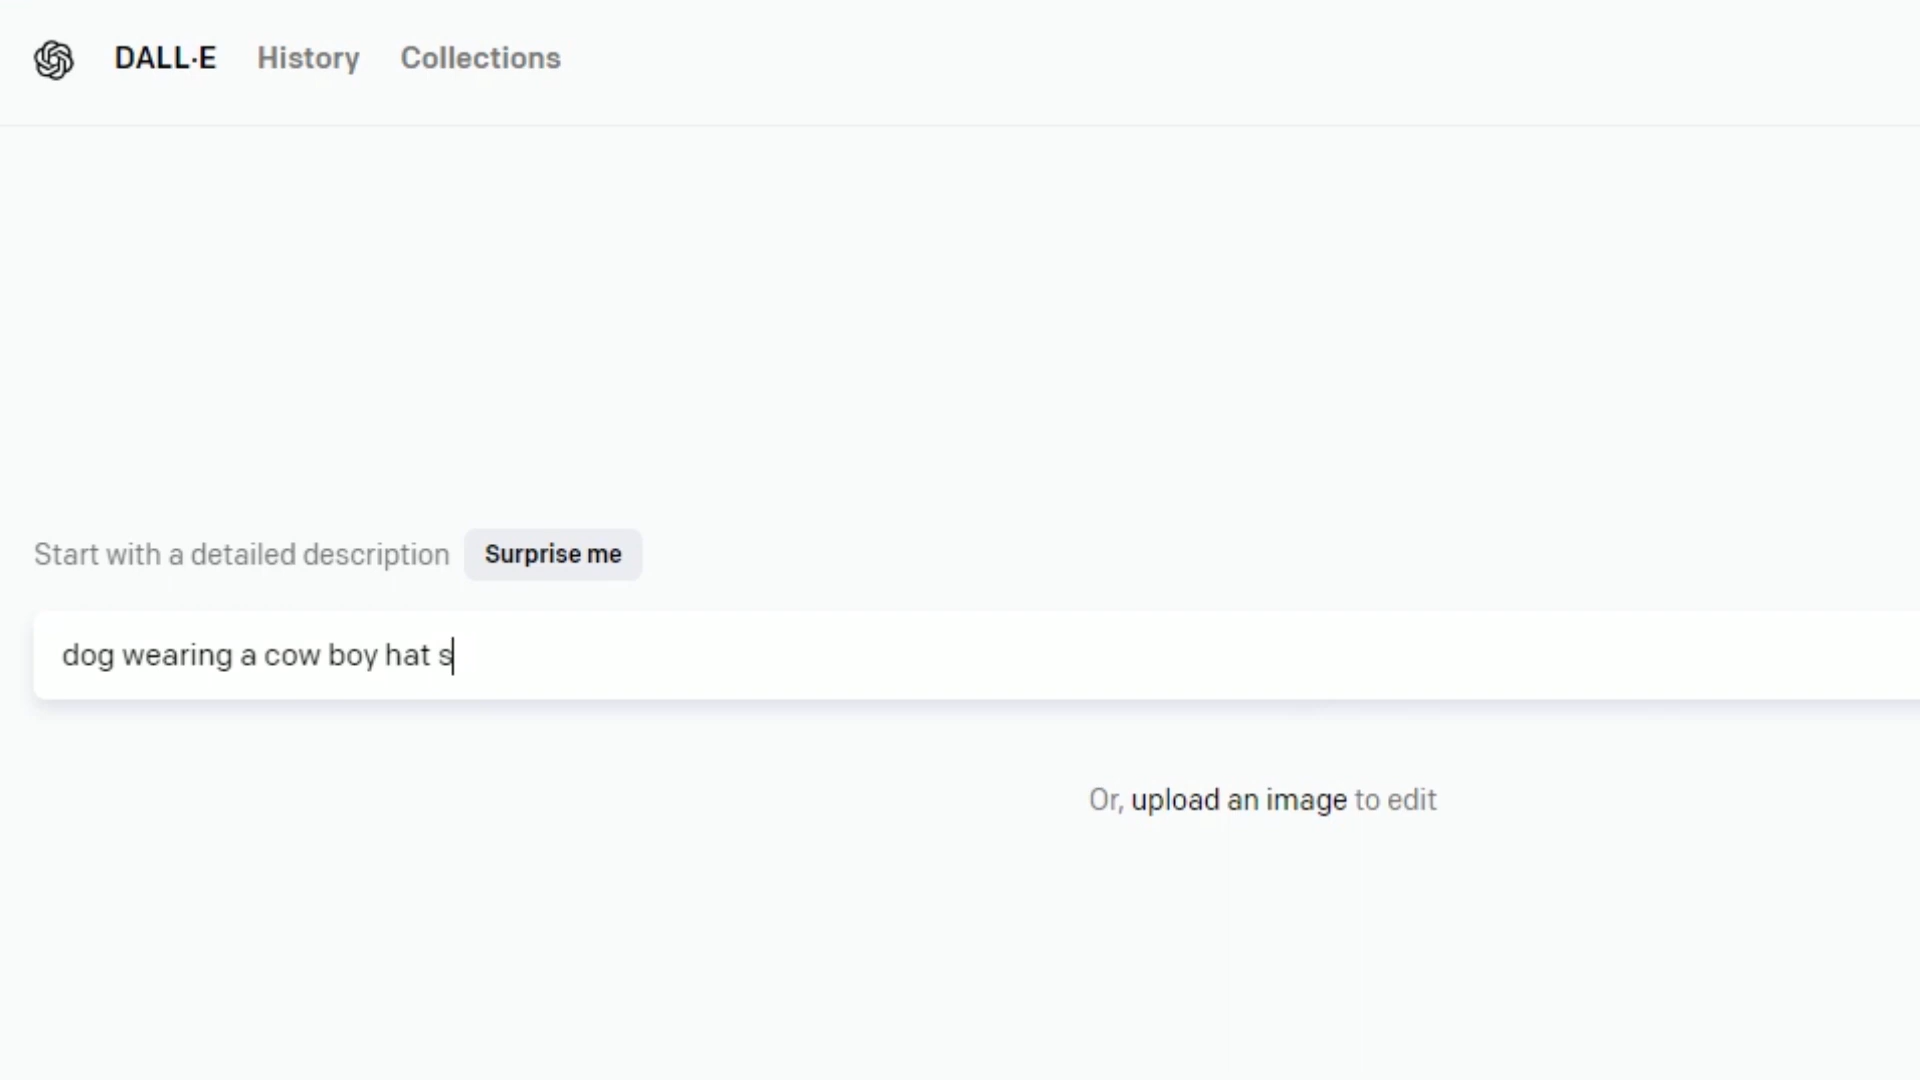 DALL·E History Collections
Start with a detailed description Surprise me
dog wearing a cow boy hat s
Or, upload an image to edit